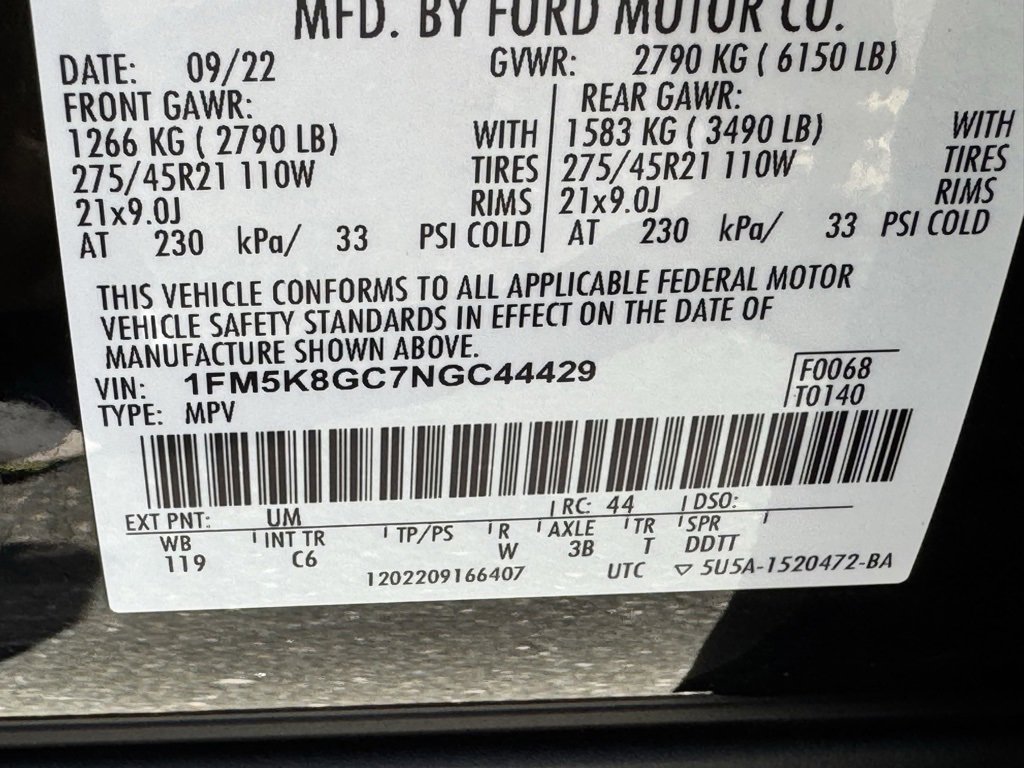 MFD. BY FORD MOTOR CO.
DATE: 09/22 GVWR: 2790 KG ( 6150 LB)
FRONT GAWR: REAR GAWR:
1266 KG ( 2790 LB) WITH 1583 KG ( 3490 LB) WITH
275/45R21 110W TIRES 275/45R21 110W TIRES
21x9.0J RIMS 21x9.0J RIMS
AT 230 kPa/ 33 PSI COLD AT 230 kPa/ 33 PSI COLD
THIS VEHICLE CONFORMS TO ALL APPLICABLE FEDERAL MOTOR
VEHICLE SAFETY STANDARDS IN EFFECT ON THE DATE OF
MANUFACTURE SHOWN ABOVE.
VIN: 1FM5K8GC7NGC44429 F0068
TYPE: MPV T0140
EXT PNT: UM RC: 44 DSO:
WB INT TR TP/PS R AXLE TR SPR
119 C6 W 3B T DDTT
1202209166407 UTC ▽ 5U5A-1520472-BA